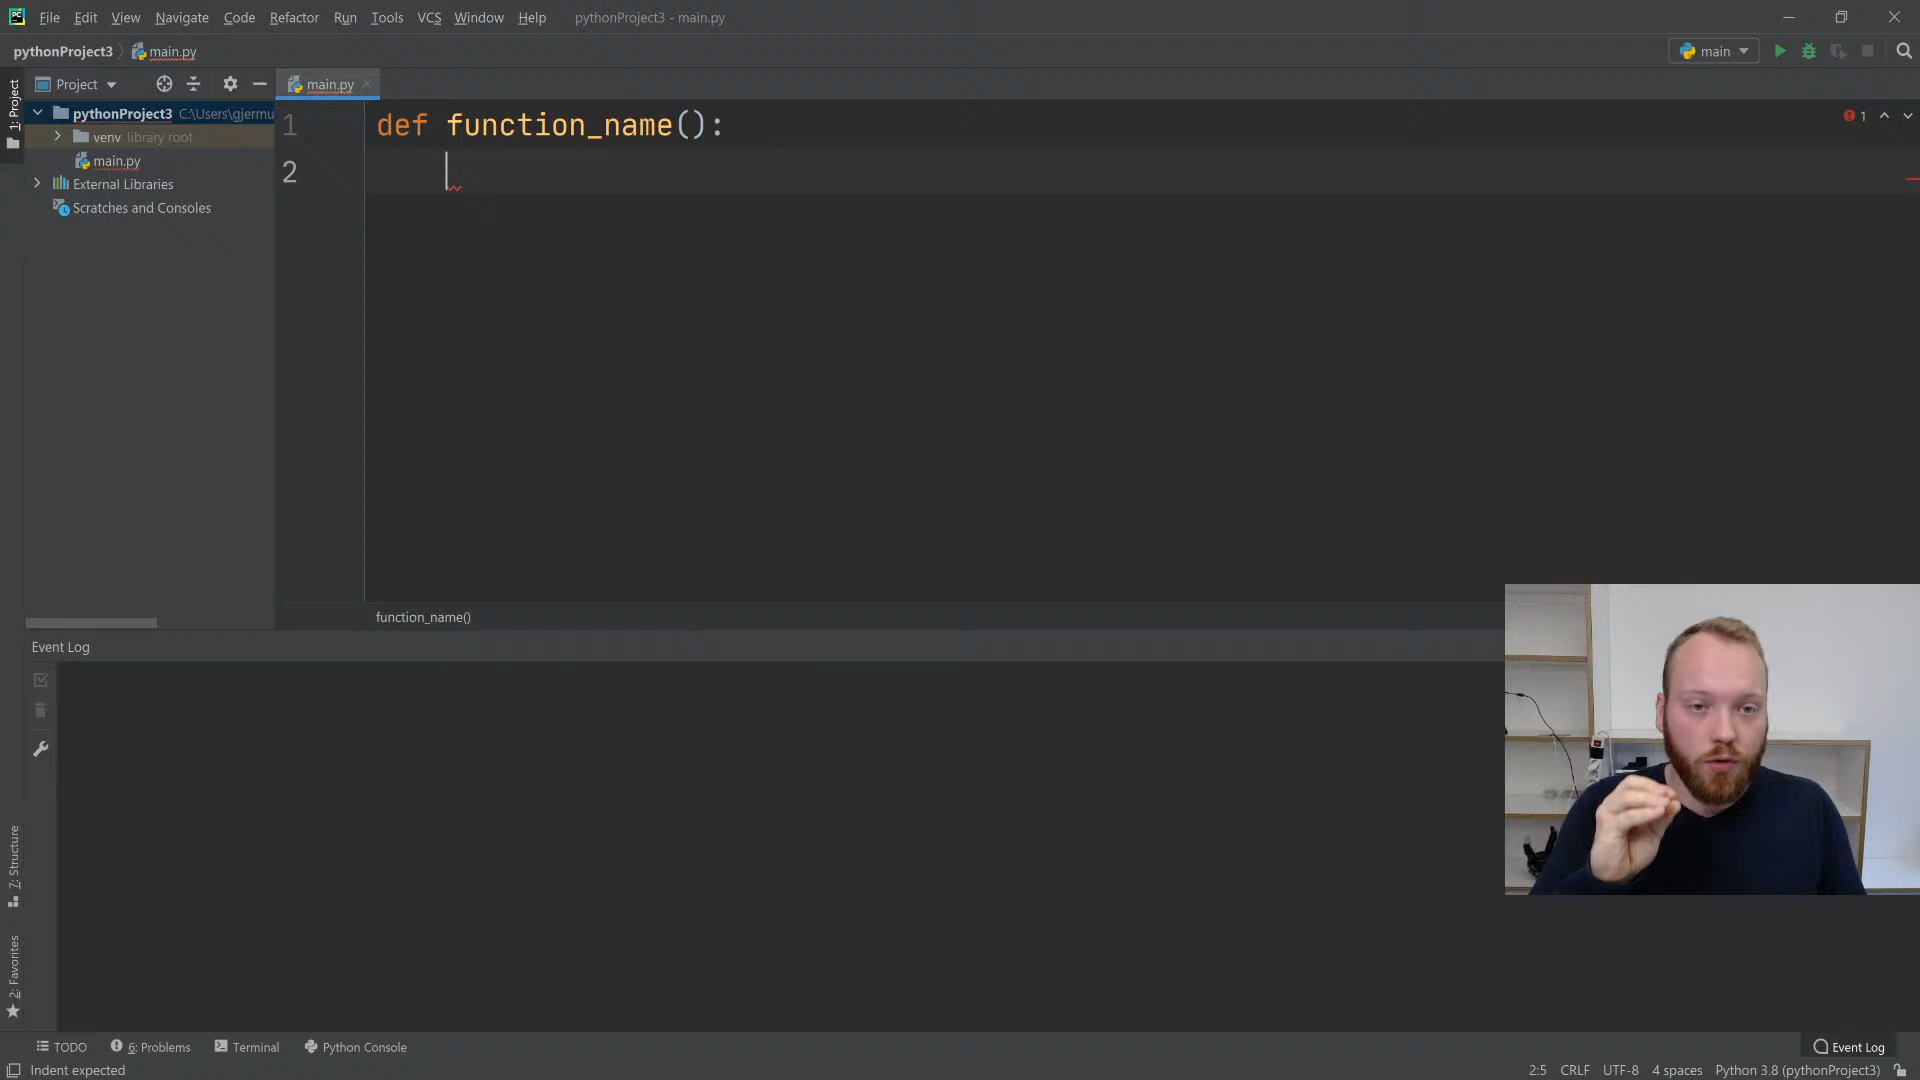 PC File Edit View Navigate Code Refactor Run Tools VCS Window Help pythonProject3 - main.py
pythonProject3 main.py main
1: Project Project main.py
pythonProject3 C:\Users\gjermu
venv library root
main.py
External Libraries
Scratches and Consoles
1 def function_name():
2
1
function_name()
Event Log
7: Structure
2: Favorites
TODO 6: Problems Terminal Python Console Event Log
Indent expected 2:5 CRLF UTF-8 4 spaces Python 3.8 (pythonProject3)